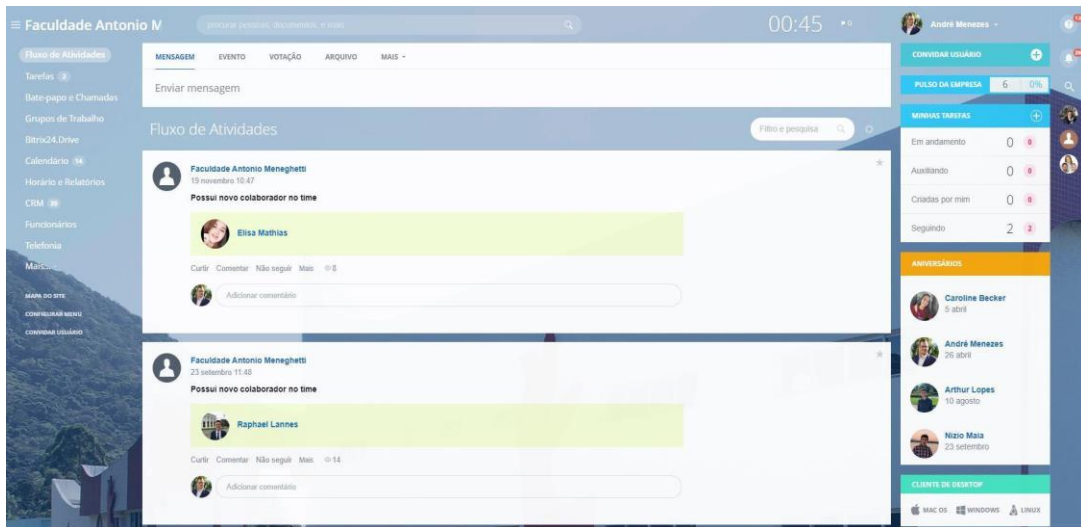 Faculdade Antonio M
procurar pessoas, documentos, e mais
00:45
0
André Menezes
Fluxo de Atividades
Tarefas 3
Bate-papo e Chamadas
Grupos de Trabalho
Bitrix24.Drive
Calendário 14
Horário e Relatórios
CRM
Funcionários
Telefonia
Mais...
MAPA DO SITE
CONFIGURAR MENU
CONVIDAR USUÁRIO
MENSAGEM EVENTO VOTAÇÃO ARQUIVO MAIS
Enviar mensagem
Fluxo de Atividades
Filtro e pesquisa
Faculdade Antonio Meneghetti
19 novembro 10:47
Possui novo colaborador no time
Elisa Mathias
Curtir Comentar Não seguir Mais 8
Adicionar comentário
Faculdade Antonio Meneghetti
23 setembro 11:48
Possui novo colaborador no time
Raphael Lannes
Curtir Comentar Não seguir Mais 14
Adicionar comentário
CONVIDAR USUÁRIO
PULSO DA EMPRESA 6 0%
MINHAS TAREFAS
Em andamento 0 0
Auxiliando 0 0
Criadas por mim 0 0
Seguindo 2 2
ANIVERSÁRIOS
Caroline Becker
5 abril
André Menezes
26 abril
Arthur Lopes
10 agosto
Nizio Maia
23 setembro
CLIENTE DE DESKTOP
MAC OS WINDOWS LINUX